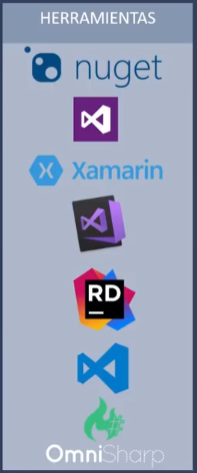 HERRAMIENTAS
nuget
Xamarin
RD
OmniSharp